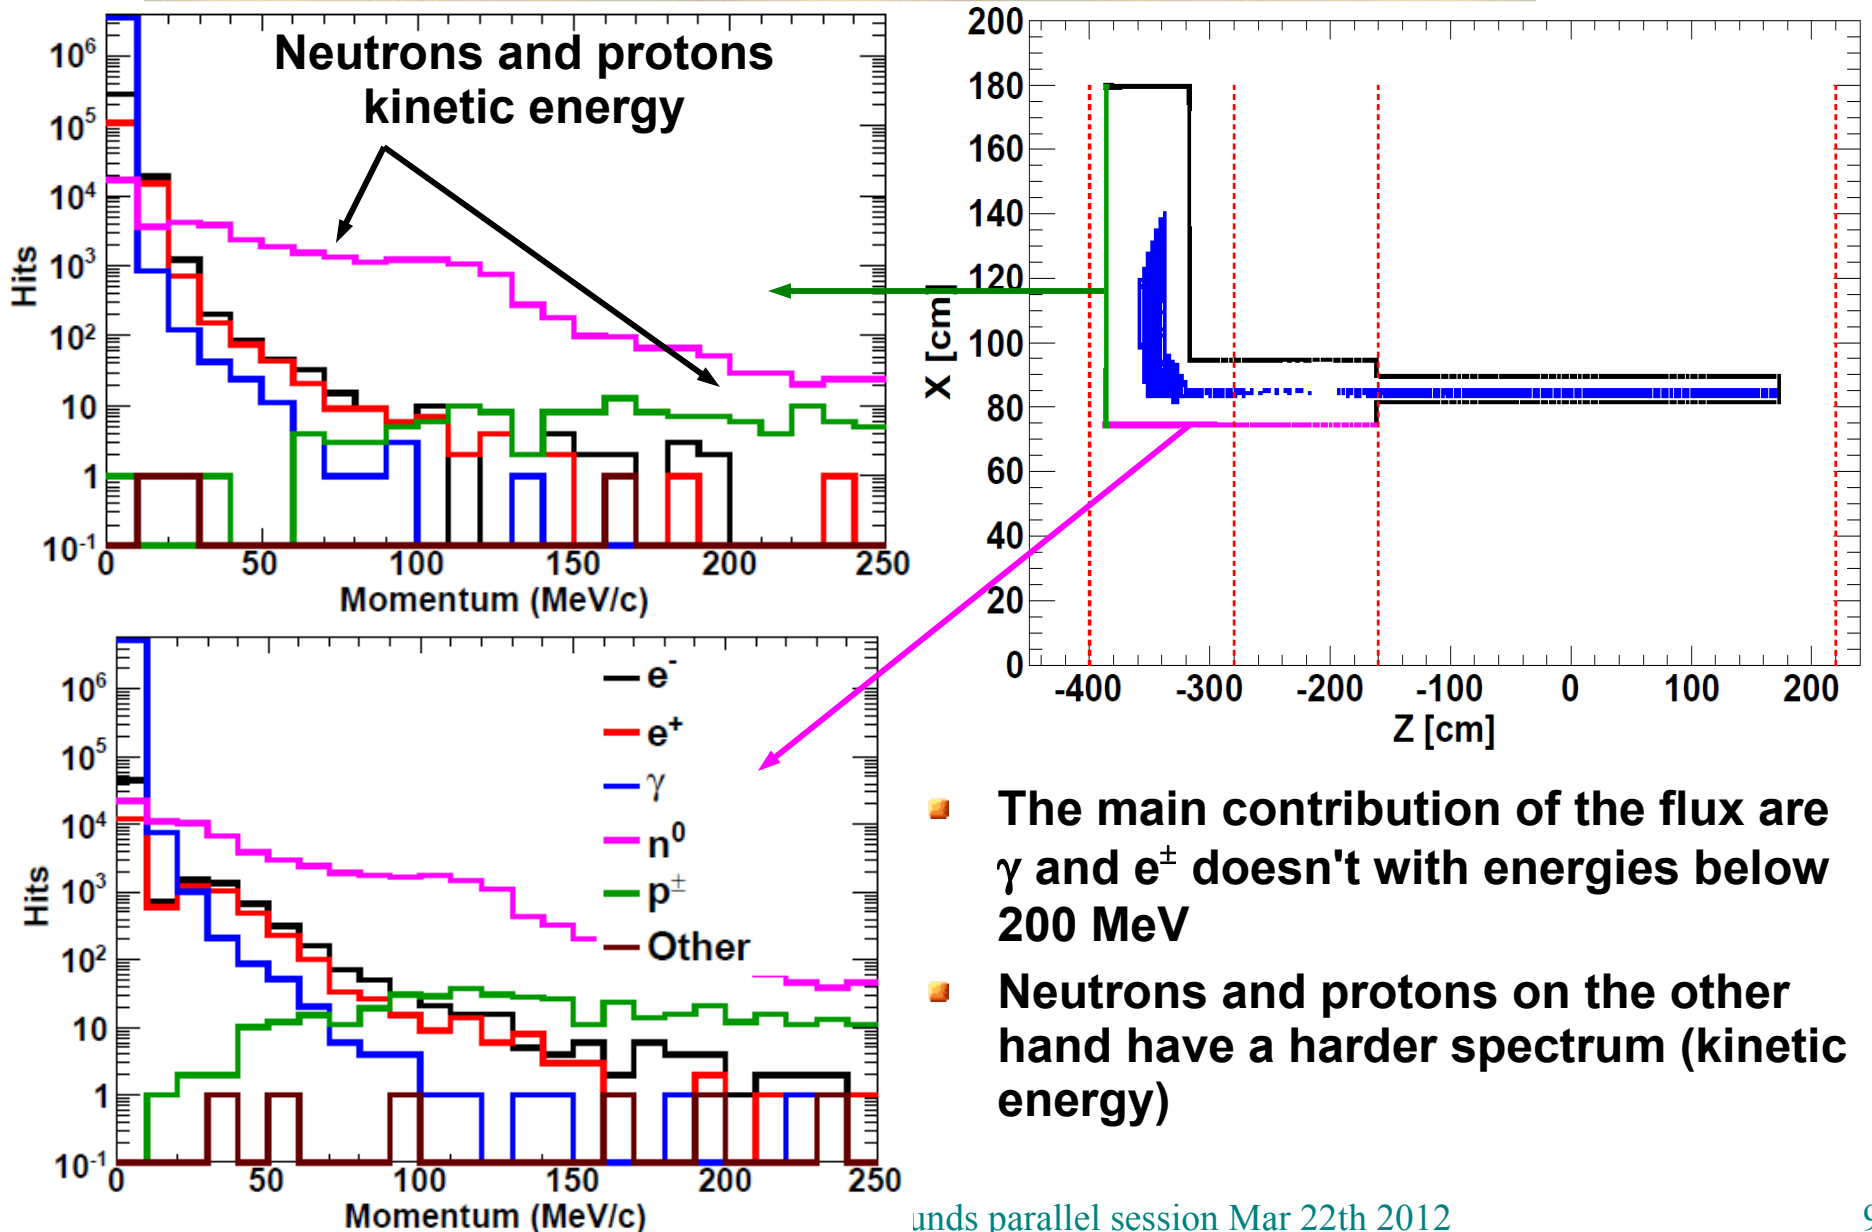 Neutrons and protons
kinetic energy
10^6
10^5
10^4
10^3
10^2
10
1
10^-1
Hits
0 50 100 150 200 250
Momentum (MeV/c)
200
180
160
140
120
100
80
60
40
20
0
X [cm]
-400 -300 -200 -100 0 100 200
Z [cm]
10^6
10^5
10^4
10^3
10^2
10
1
10^-1
Hits
e^-
e^+
γ
n^0
p^±
Other
0 50 100 150 200 250
Momentum (MeV/c)
The main contribution of the flux are
γ and e^± doesn't with energies below
200 MeV
Neutrons and protons on the other
hand have a harder spectrum (kinetic
energy)
unds parallel session Mar 22th 2012